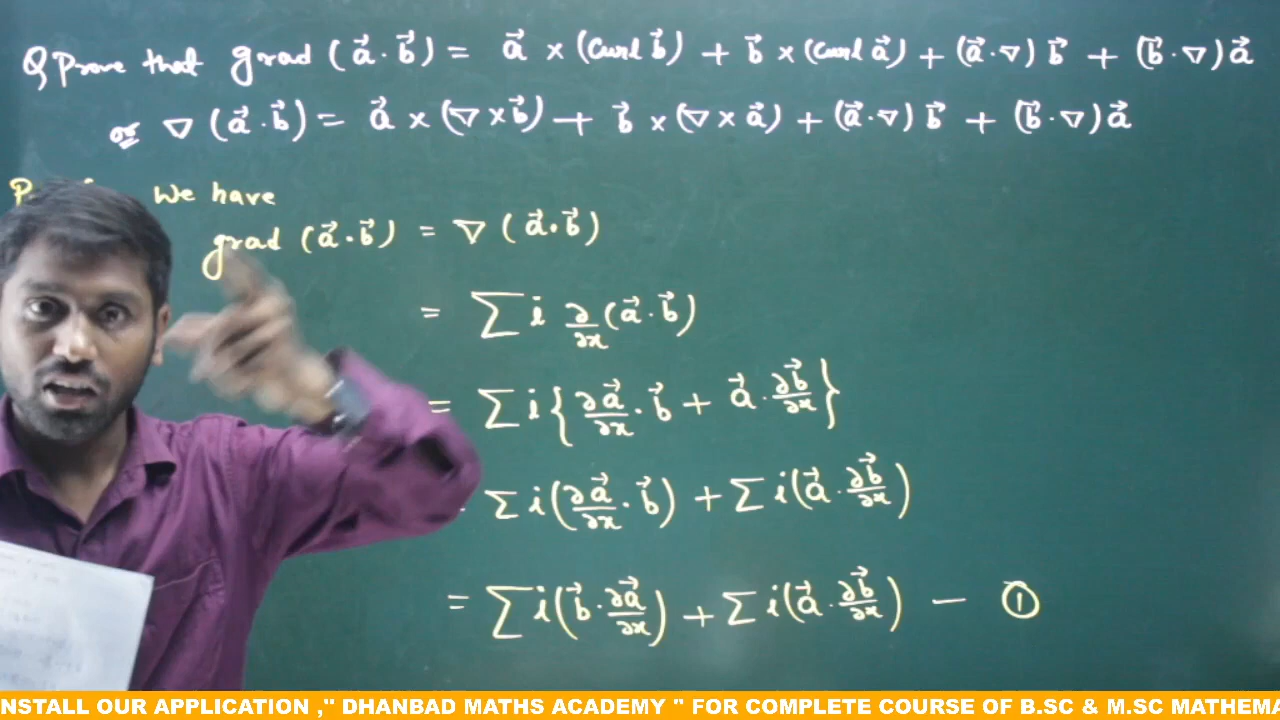 Q Prove that grad (a⃗ . b⃗) = a⃗ × (Curl b⃗) + b⃗ × (Curl a⃗) + (a⃗ . ▽) b⃗ + (b⃗ . ▽) a⃗
or ▽ (a⃗ . b⃗) = a⃗ × (▽ × b⃗) + b⃗ × (▽ × a⃗) + (a⃗ . ▽) b⃗ + (b⃗ . ▽) a⃗
We have
grad (a⃗ . b⃗) = ▽ (a⃗ . b⃗)
= Σ i ∂/∂x (a⃗ . b⃗)
= Σ i { ∂a⃗/∂x . b⃗ + a⃗ . ∂b⃗/∂x }
Σ i ( ∂a⃗/∂x . b⃗ ) + Σ i ( a⃗ . ∂b⃗/∂x )
= Σ i ( b⃗ . ∂a⃗/∂x ) + Σ i ( a⃗ . ∂b⃗/∂x ) — ①
NSTALL OUR APPLICATION ," DHANBAD MATHS ACADEMY " FOR COMPLETE COURSE OF B.SC & M.SC MATHEMA